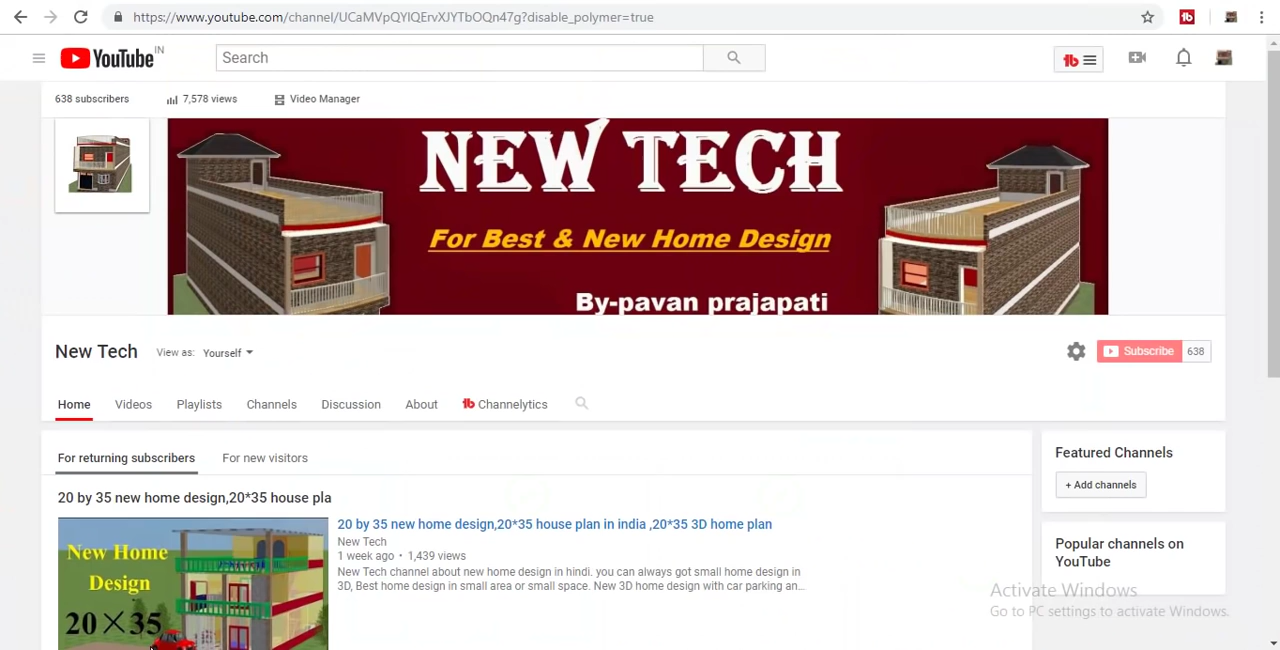 https://www.youtube.com/channel/UCaMVpQYIQErvXJYTbOQn47g?disable_polymer=true
YouTube IN
Search
638 subscribers
7,578 views
Video Manager
NEW TECH
For Best & New Home Design
By-pavan prajapati
New Tech
View as: Yourself
Subscribe 638
Home
Videos
Playlists
Channels
Discussion
About
Channelytics
For returning subscribers
For new visitors
Featured Channels
+ Add channels
20 by 35 new home design,20*35 house pla
New Home
Design
20×35
20 by 35 new home design,20*35 house plan in india ,20*35 3D home plan
New Tech
1 week ago • 1,439 views
New Tech channel about new home design in hindi. you can always got small home design in
3D, Best home design in small area or small space. New 3D home design with car parking an...
Popular channels on
YouTube
Activate Windows
Go to PC settings to activate Windows.